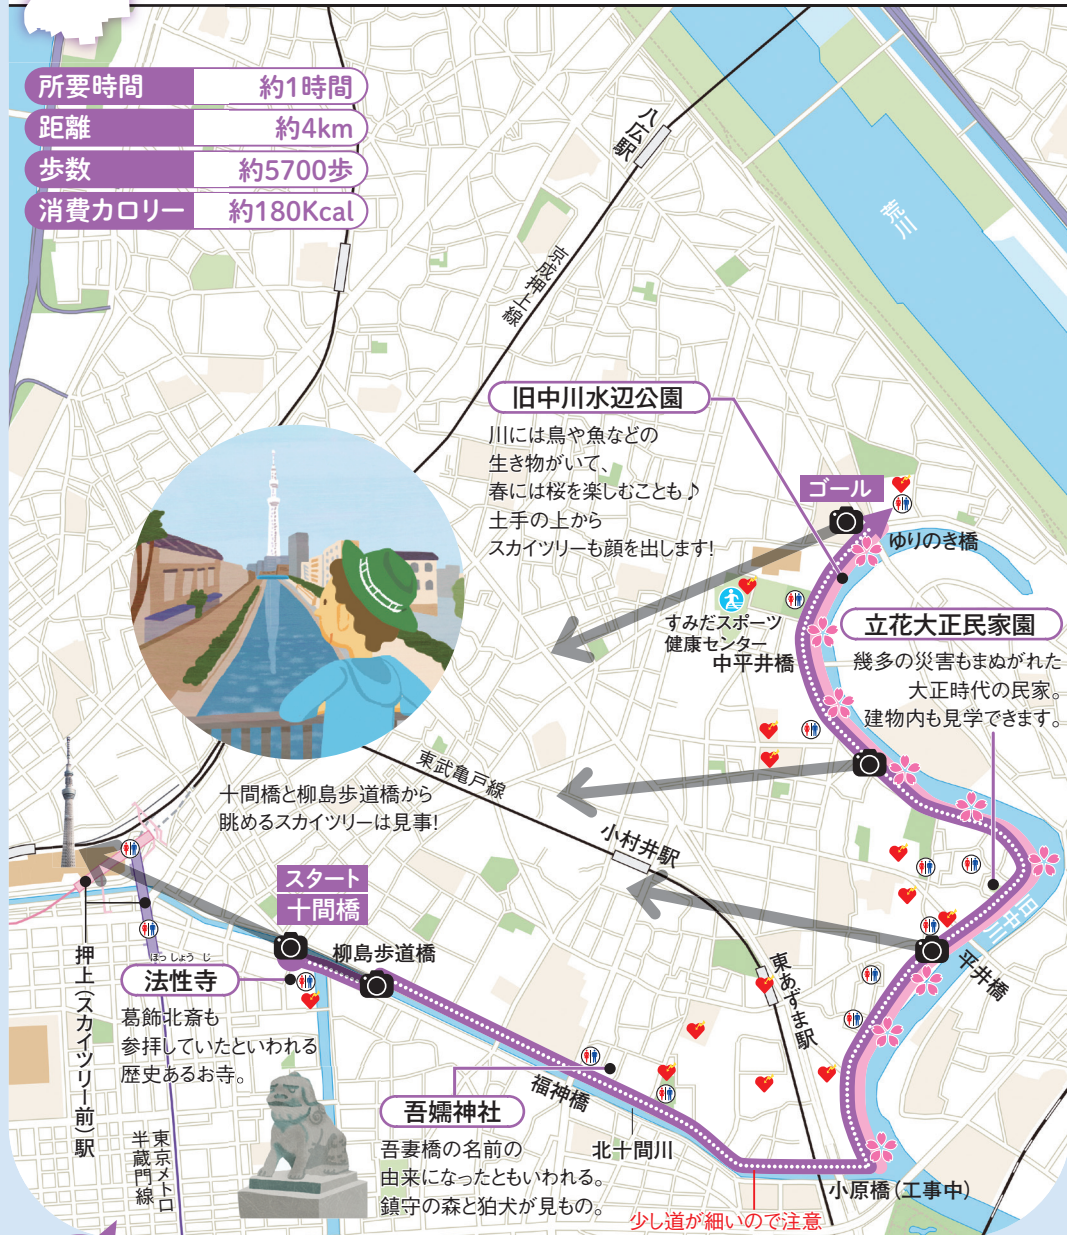 所要時間 約1時間
距離 約4km
歩数 約5700歩
消費カロリー 約180Kcal
八広駅
荒川
京成押上線
旧中川水辺公園
川には鳥や魚などの
生き物がいて、
春には桜を楽しむことも♪
土手の上から
スカイツリーも顔を出します!
ゴール
ゆりのき橋
すみだスポーツ
健康センター
中平井橋
立花大正民家園
幾多の災害もまぬがれた
大正時代の民家。
建物内も見学できます。
東武亀戸線
十間橋と柳島歩道橋から
眺めるスカイツリーは見事!
小村井駅
スタート
十間橋
柳島歩道橋
旧中川
平井橋
東あずま駅
押上(スカイツリー前)駅
ほっしょうじ
法性寺
葛飾北斎も
参拝していたといわれる
歴史あるお寺。
福神橋
吾嬬神社
吾妻橋の名前の
由来になったともいわれる。
鎮守の森と狛犬が見もの。
北十間川
東京メトロ
半蔵門線
小原橋(工事中)
少し道が細いので注意